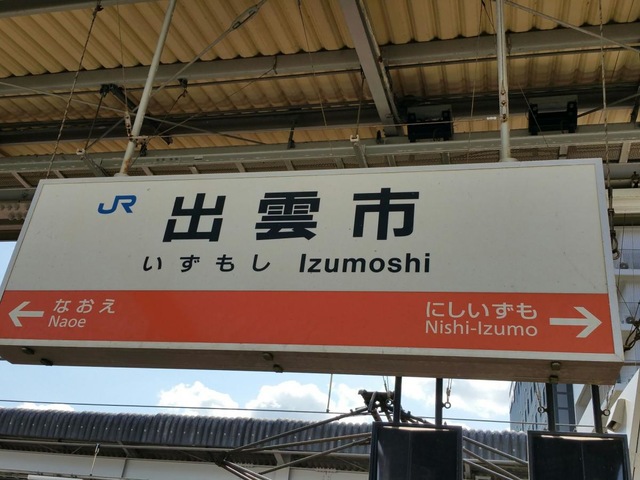 JR 出雲市
いずもし Izumoshi
← なおえ
Naoe
にしいずも →
Nishi-Izumo